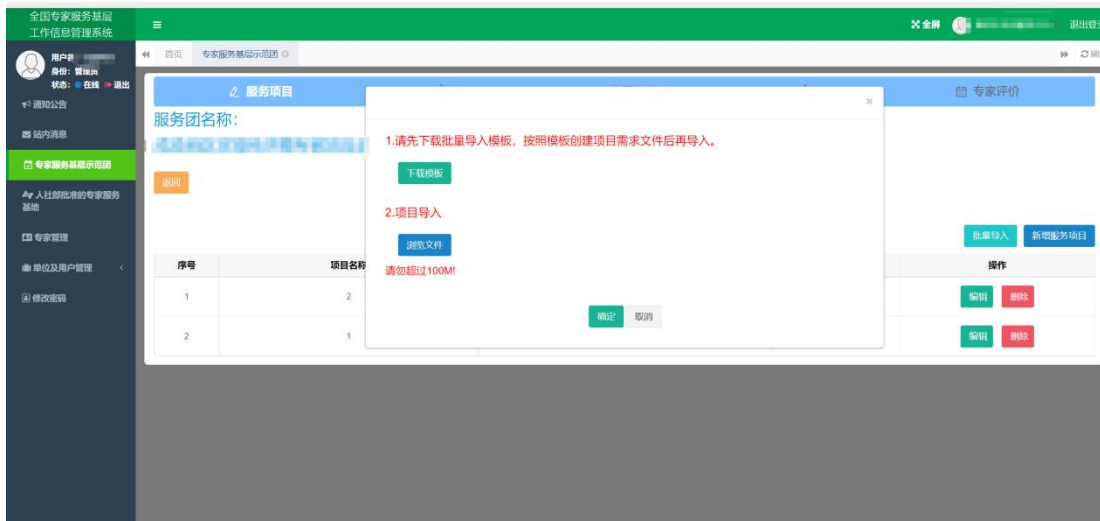 全国专家服务基层
工作信息管理系统
全屏
退出登
用户名
身份：管理员
状态：在线 退出
首页 专家服务基层示范团
刷
通知公告
站内消息
专家服务基层示范团
人社部批准的专家服务
基地
专家管理
单位及用户管理
修改密码
服务项目
专家评价
服务团名称：
返回
1.请先下载批量导入模板，按照模板创建项目需求文件后再导入。
下载模板
2.项目导入
浏览文件
请勿超过100M!
确定 取消
批量导入 新增服务项目
序号 项目名称 操作
1 2 编辑 删除
2 1 编辑 删除